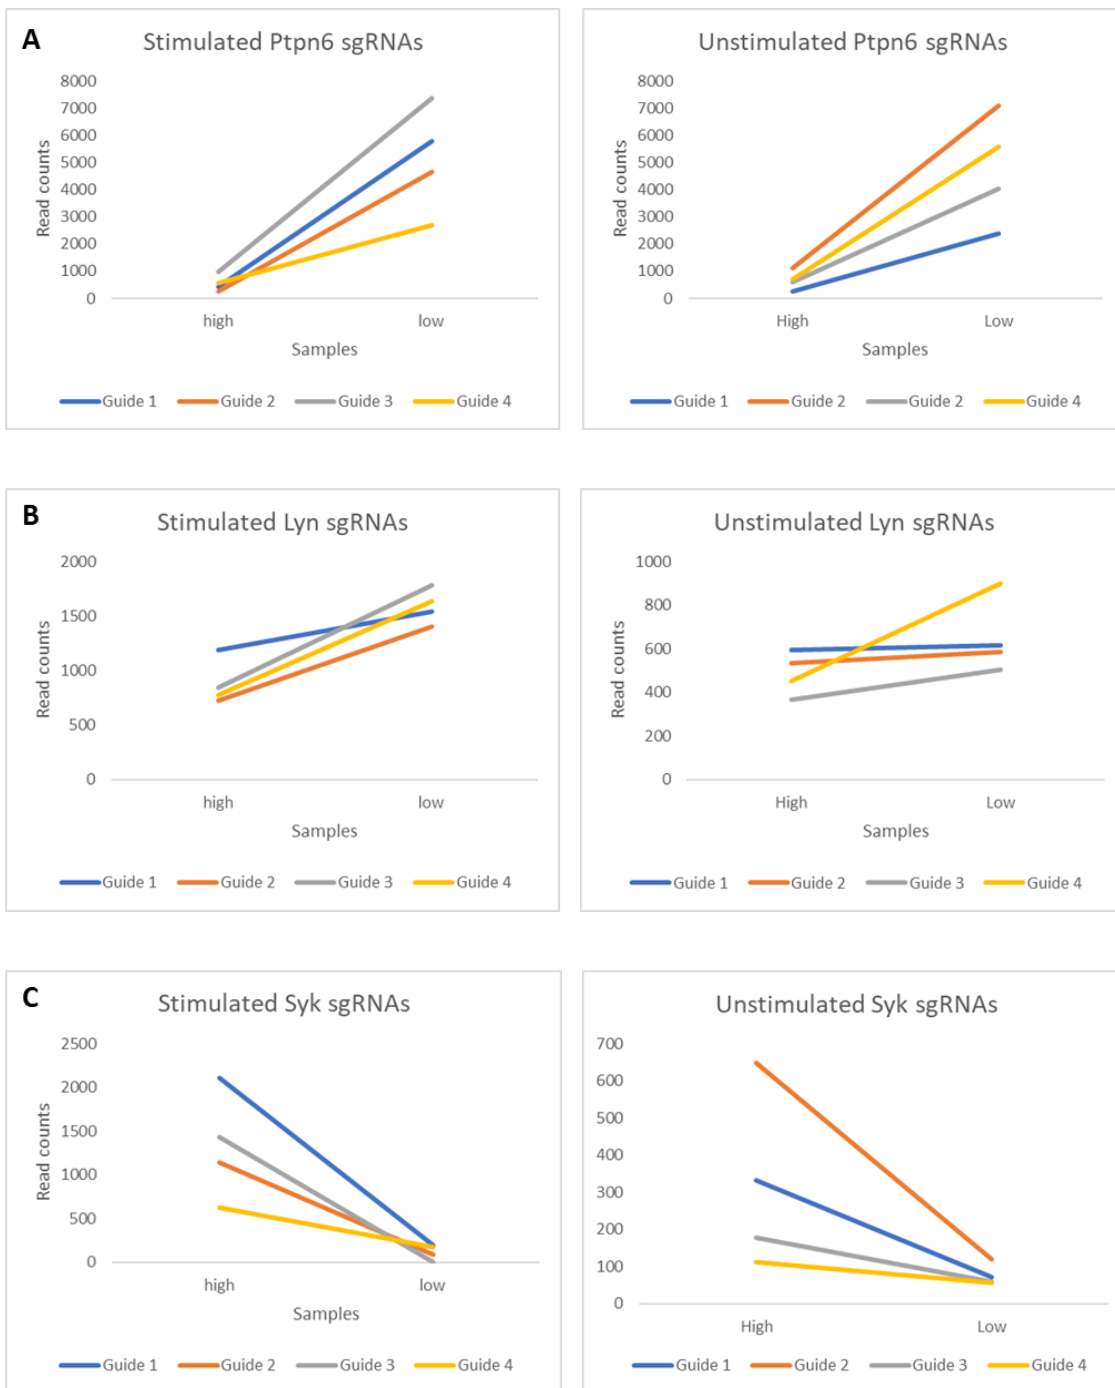 A
Stimulated Ptpn6 sgRNAs
8000
7000
6000
5000
4000
3000
2000
1000
0
Read counts
high low
Samples
Guide 1 Guide 2 Guide 3 Guide 4
Unstimulated Ptpn6 sgRNAs
8000
7000
6000
5000
4000
3000
2000
1000
0
Read counts
High Low
Samples
Guide 1 Guide 2 Guide 2 Guide 4
B
Stimulated Lyn sgRNAs
2000
1500
1000
500
0
Read counts
high low
Samples
Guide 1 Guide 2 Guide 3 Guide 4
Unstimulated Lyn sgRNAs
1000
800
600
400
200
0
Read counts
High Low
Samples
Guide 1 Guide 2 Guide 3 Guide 4
C
Stimulated Syk sgRNAs
2500
2000
1500
1000
500
0
Read counts
high low
Samples
Guide 1 Guide 2 Guide 3 Guide 4
Unstimulated Syk sgRNAs
700
600
500
400
300
200
100
0
High Low
Guide 1 Guide 2 Guide 3 Guide 4